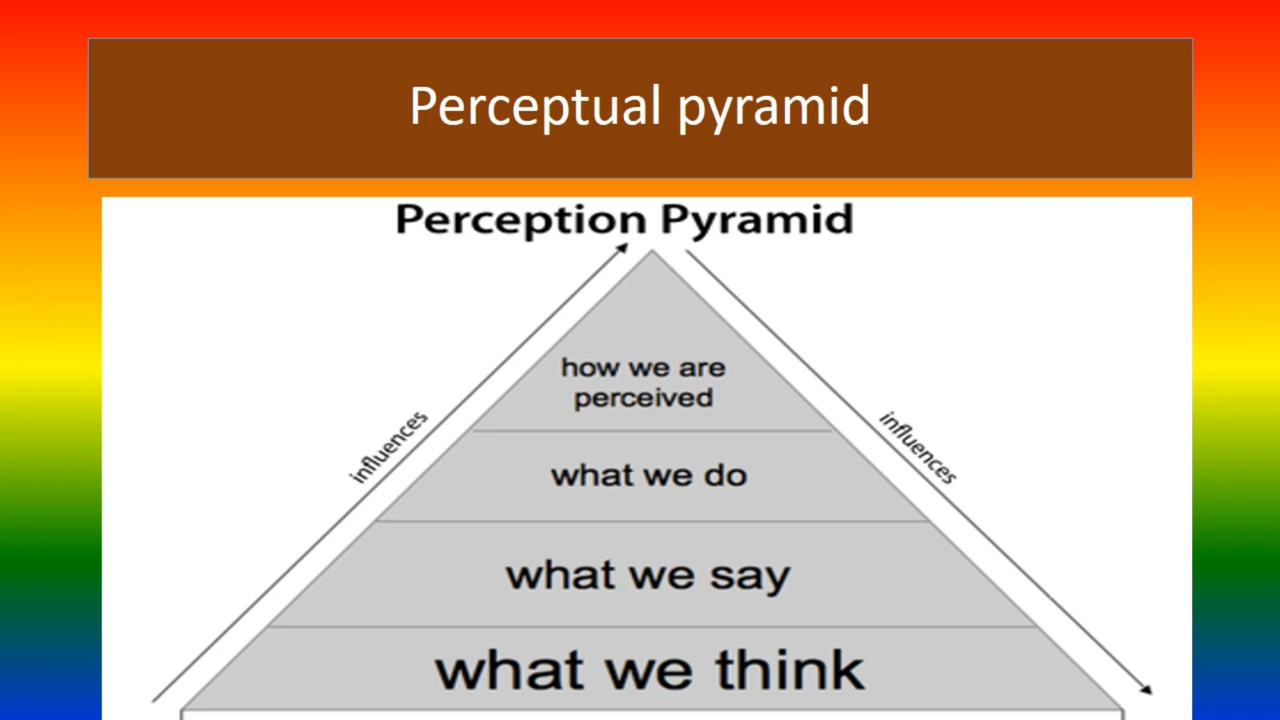 Perceptual pyramid
Perception Pyramid
how we are
perceived
influences
influences
what we do
what we say
what we think